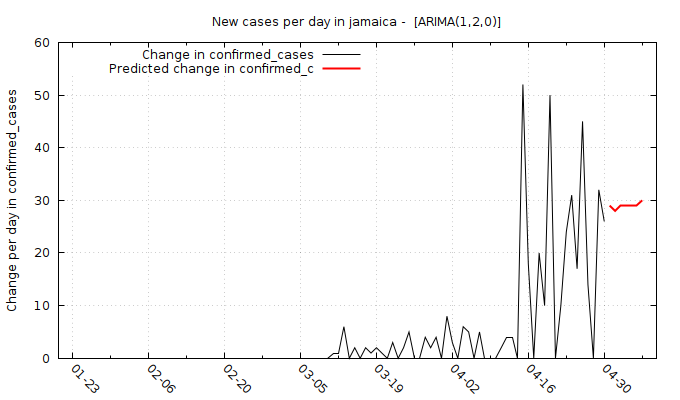 New cases per day in jamaica -  [ARIMA(1,2,0)]
Change in confirmed_cases
Predicted change in confirmed_c
Change per day in confirmed_cases
60
50
40
30
20
10
0
01-23 02-06 02-20 03-05 03-19 04-02 04-16 04-30